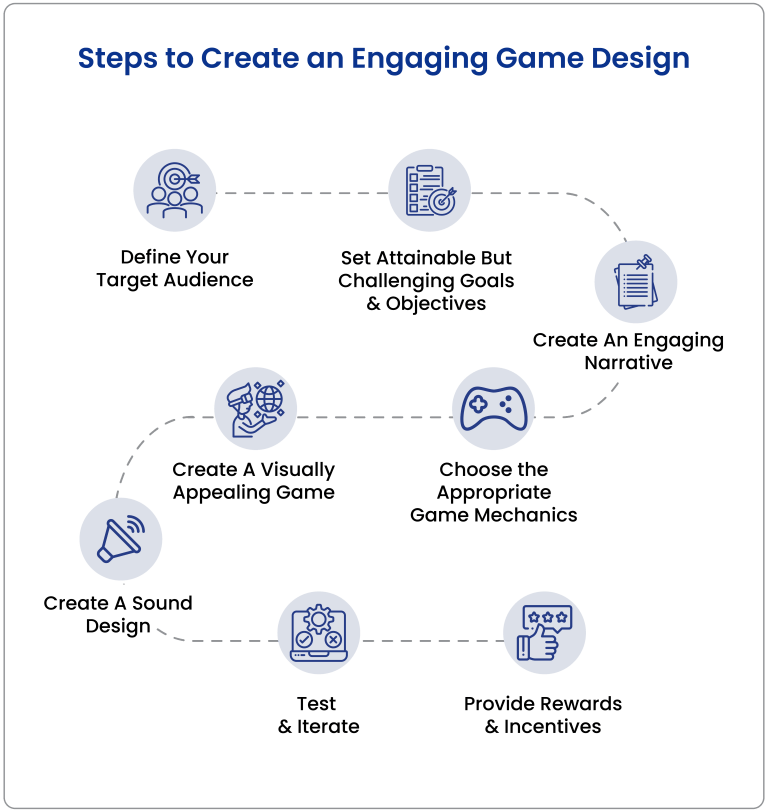 Steps to Create an Engaging Game Design
Define Your
Target Audience
Set Attainable But
Challenging Goals
& Objectives
Create An Engaging
Narrative
Choose the
Appropriate
Game Mechanics
Create A Visually
Appealing Game
Create A Sound
Design
Test
& Iterate
Provide Rewards
& Incentives